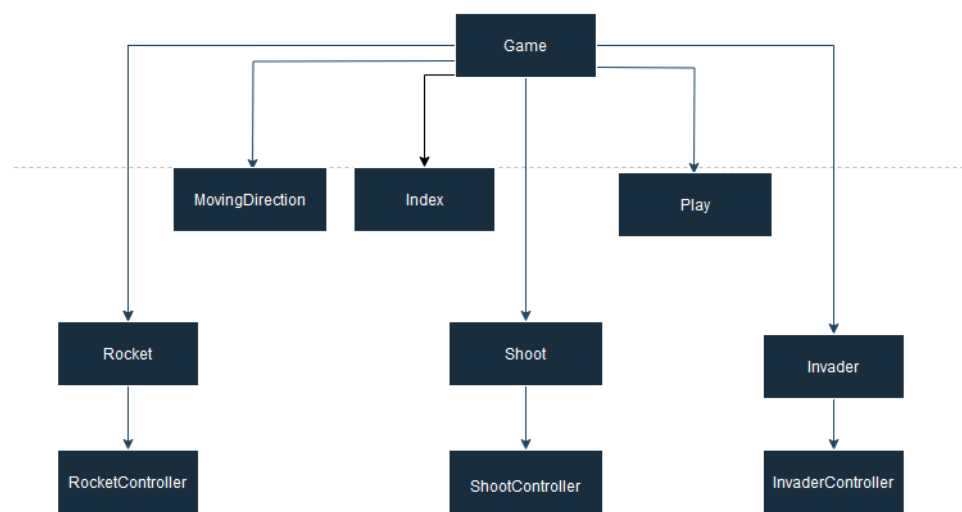 Game
MovingDirection
Index
Play
Rocket
Shoot
Invader
RocketController
ShootController
InvaderController